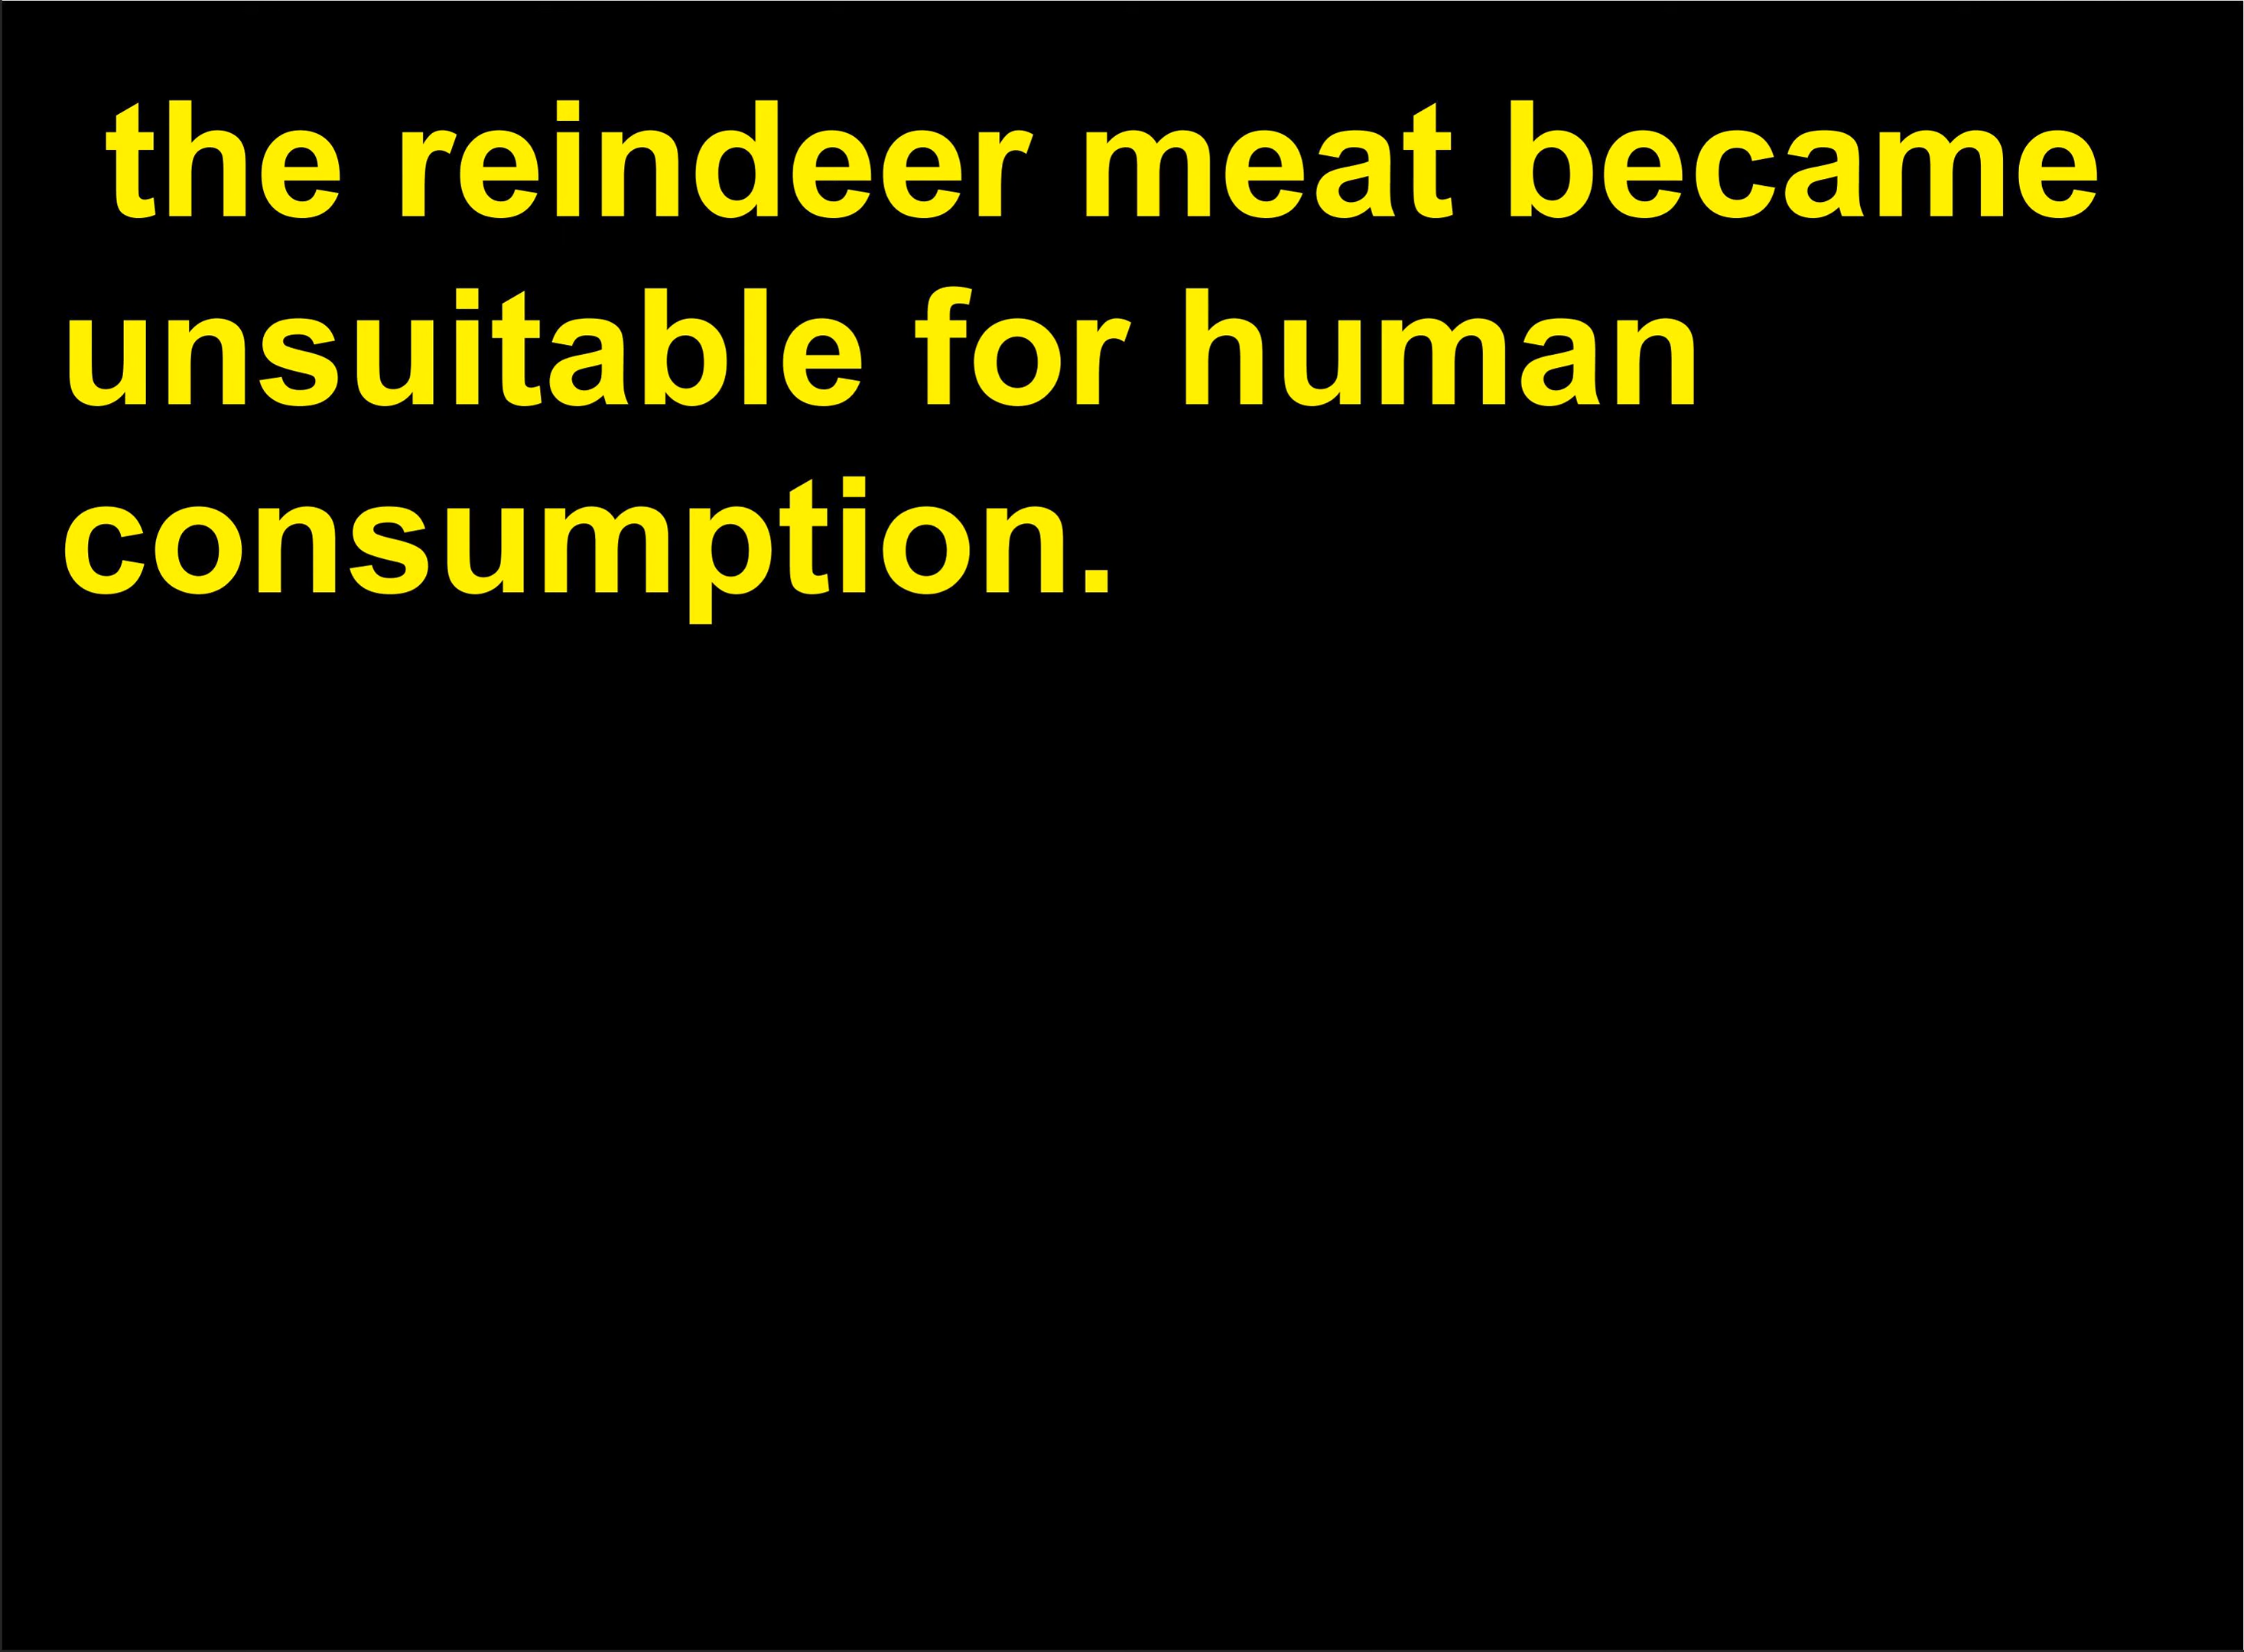 the reindeer meat became
unsuitable for human
consumption.